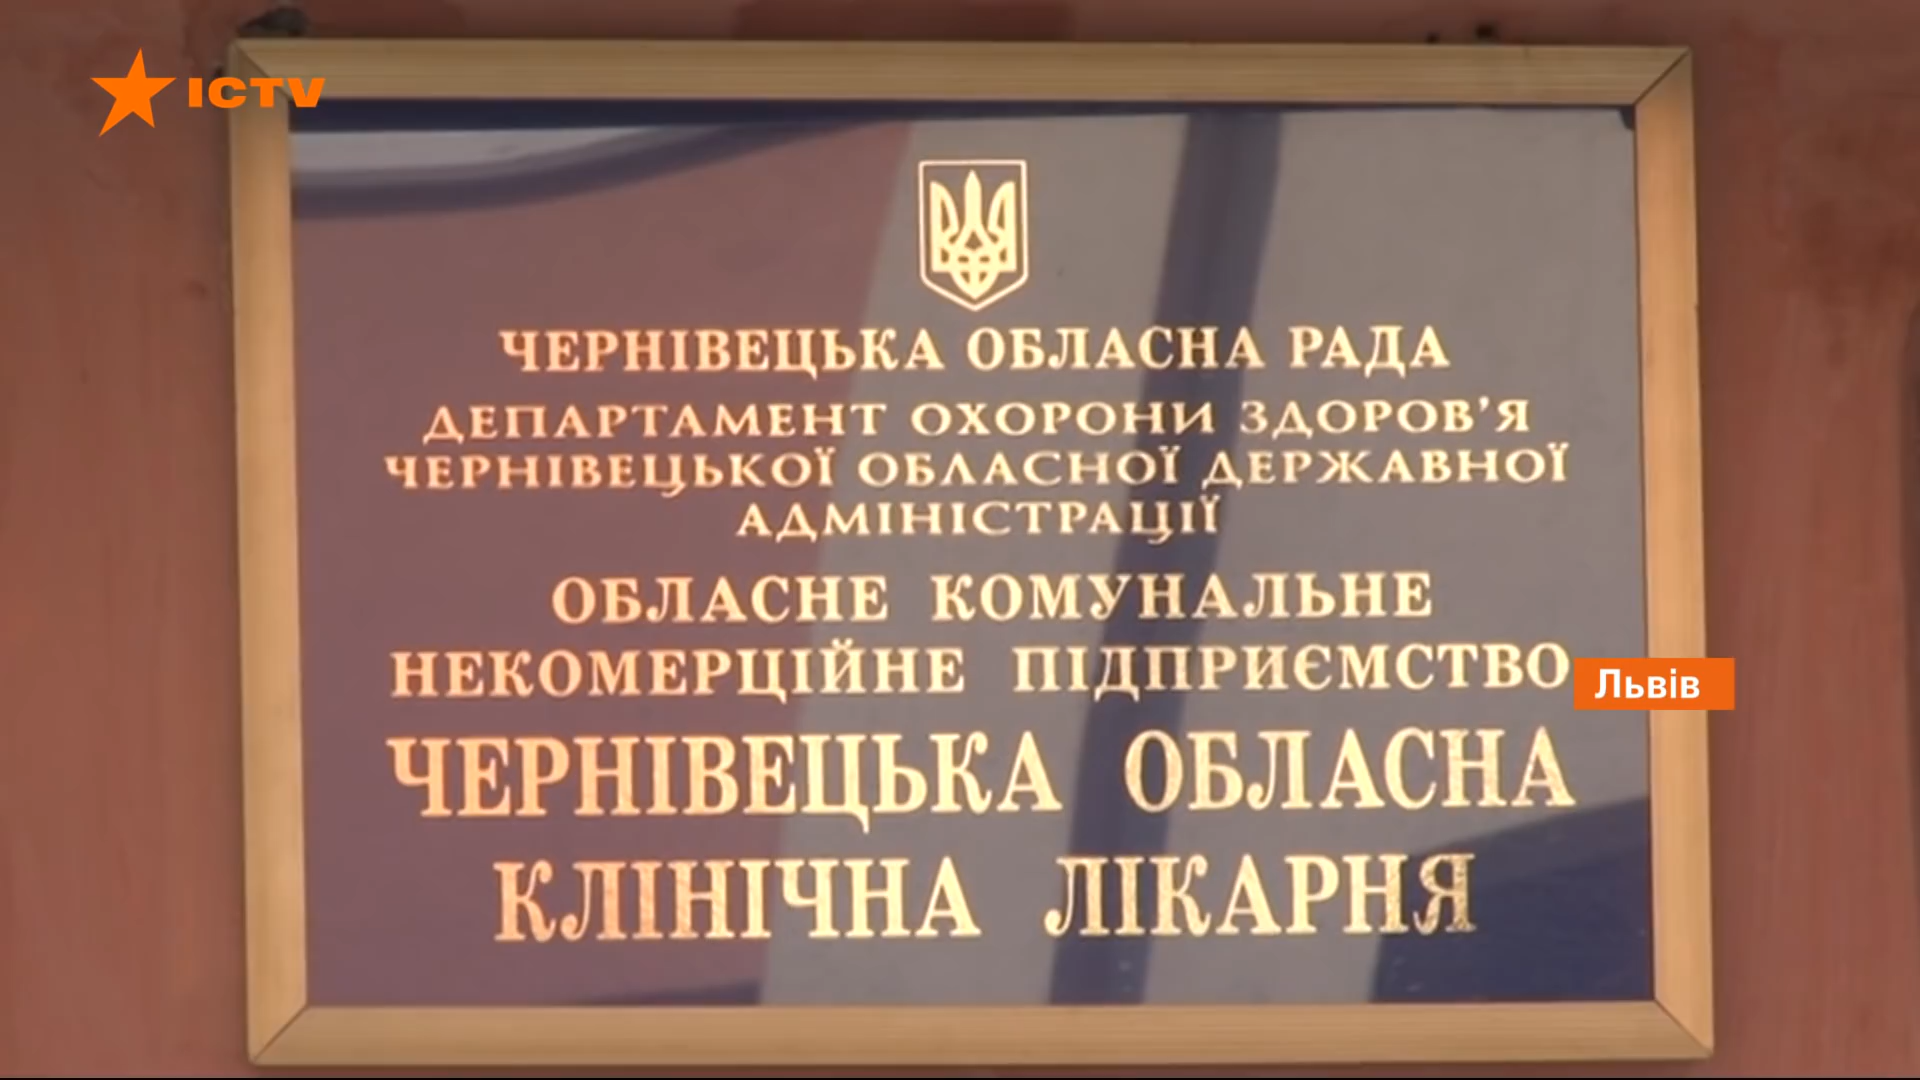 ICTV
ЧЕРНІВЕЦЬКА ОБЛАСНА РАДА
ДЕПАРТАМЕНТ ОХОРОНИ ЗДОРОВ'Я
ЧЕРНІВЕЦЬКОЇ ОБЛАСНОЇ ДЕРЖАВНОЇ
АДМІНІСТРАЦІЇ
ОБЛАСНЕ КОМУНАЛЬНЕ
НЕКОМЕРЦІЙНЕ ПІДПРИЄМСТВО
Львів
ЧЕРНІВЕЦЬКА ОБЛАСНА
КЛІНІЧНА ЛІКАРНЯ